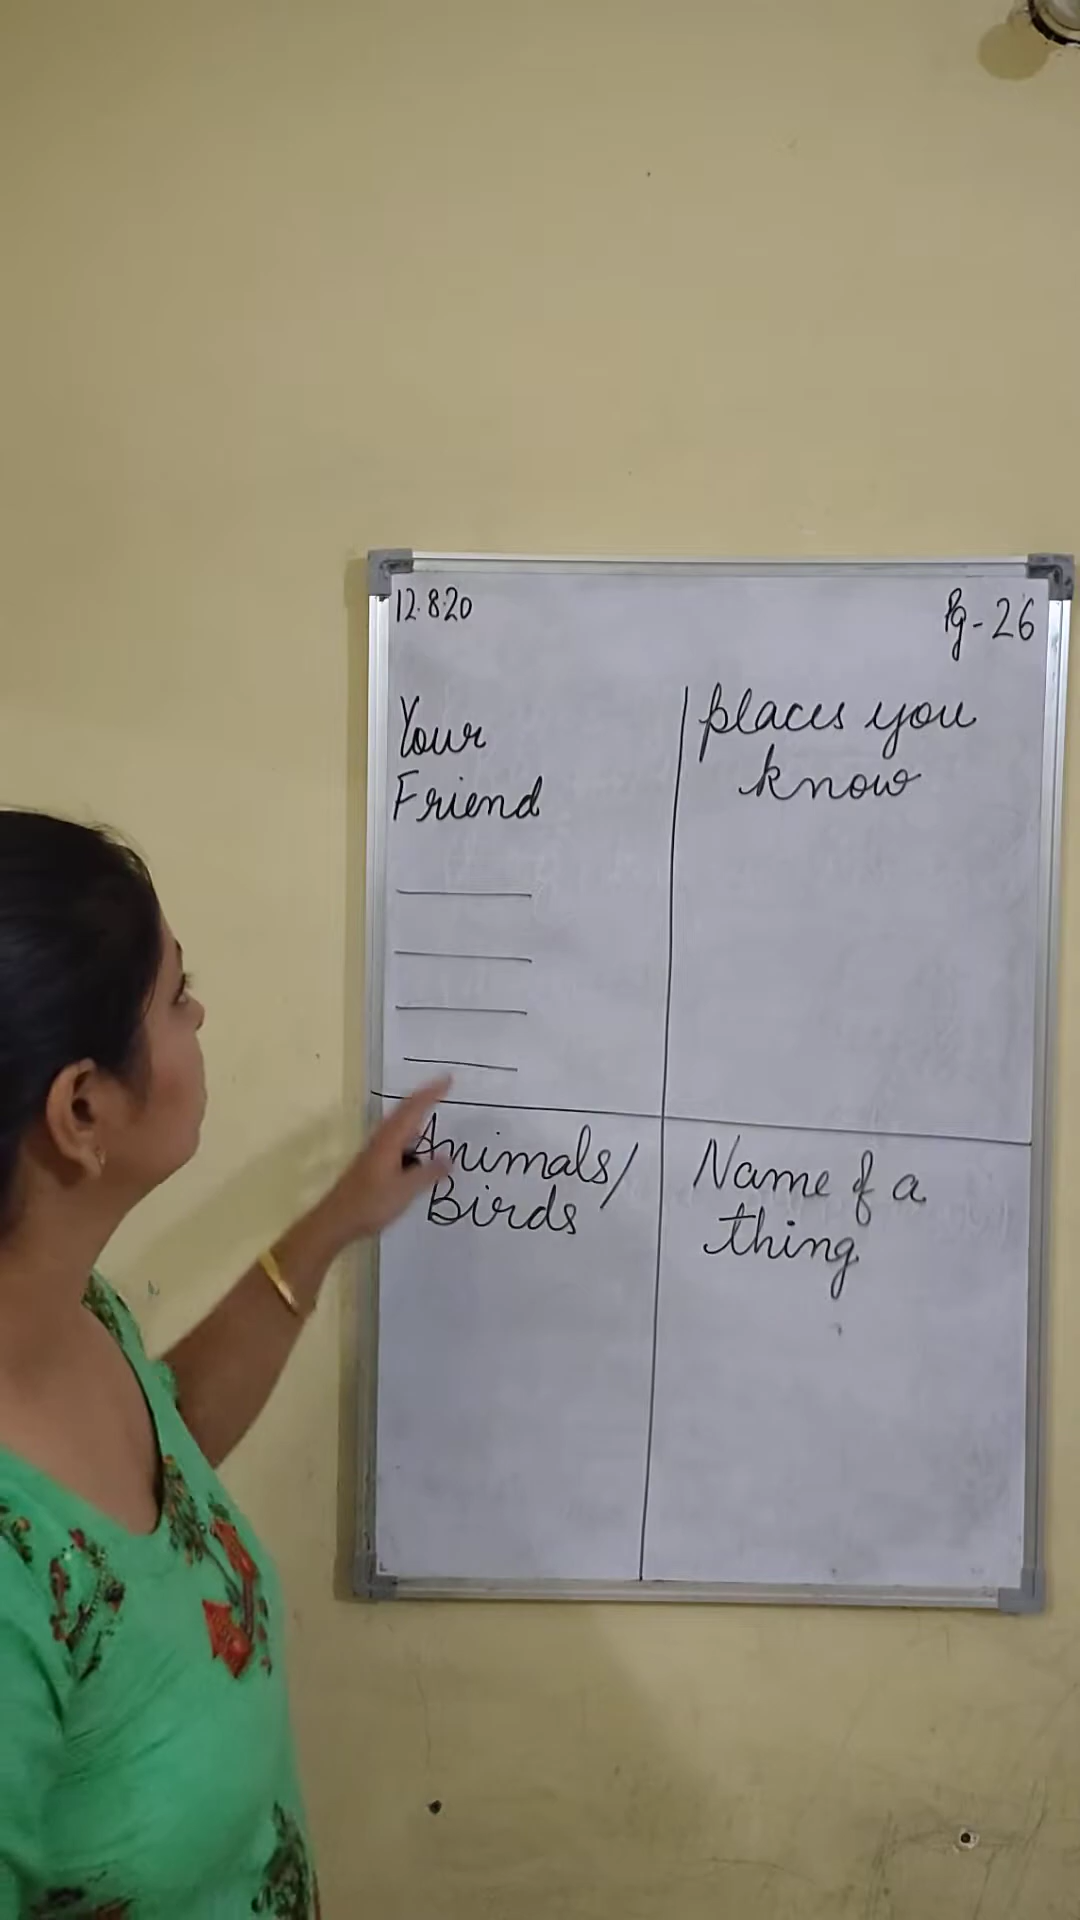 12.8.20
Pg-26
Your
Friend
places you
know
Animals/
Birds
Name of a
thing